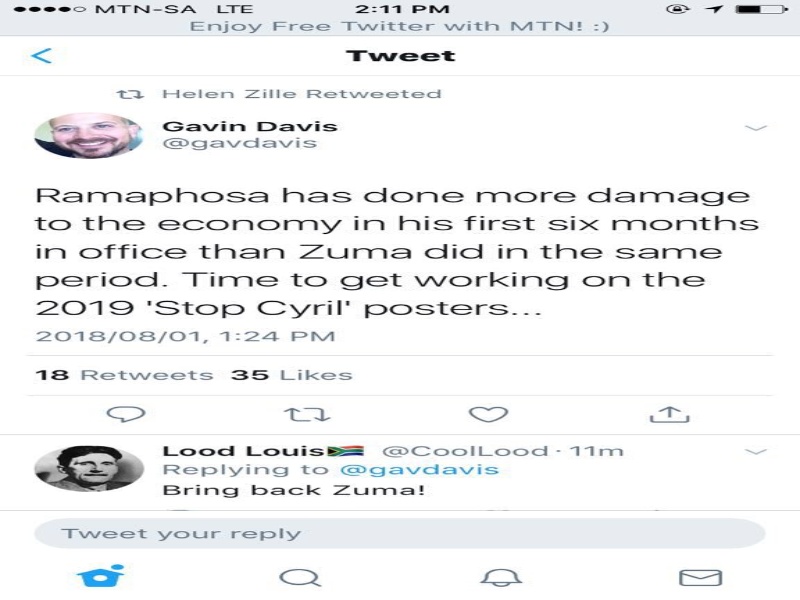 MTN-SA LTE 2:11 PM
Enjoy Free Twitter with MTN! :)
Tweet
Helen Zille Retweeted
Gavin Davis
@gavdavis
Ramaphosa has done more damage
to the economy in his first six months
in office than Zuma did in the same
period. Time to get working on the
2019 'Stop Cyril' posters...
2018/08/01, 1:24 PM
18 Retweets 35 Likes
Lood Louis🇿🇦 @CoolLood · 11m
Replying to @gavdavis
Bring back Zuma!
Tweet your reply